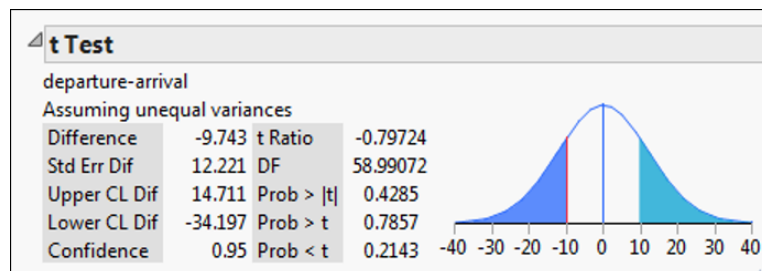 t Test
departure-arrival
Assuming unequal variances
Difference -9.743 t Ratio -0.79724
Std Err Dif 12.221 DF 58.99072
Upper CL Dif 14.711 Prob > |t| 0.4285
Lower CL Dif -34.197 Prob > t 0.7857
Confidence 0.95 Prob < t 0.2143
-40 -30 -20 -10 0 10 20 30 40